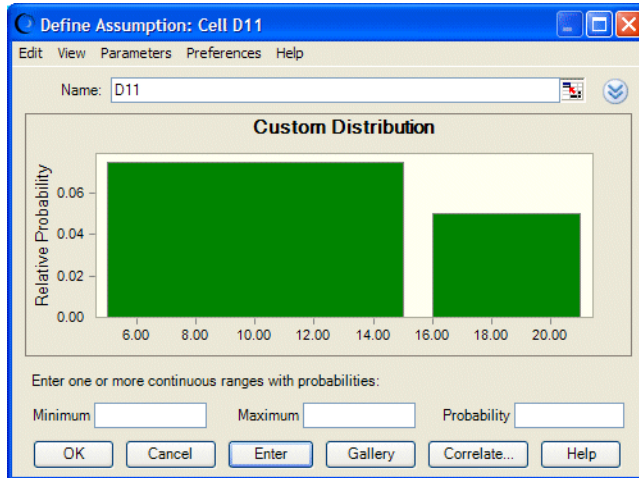 Define Assumption: Cell D11
Edit View Parameters Preferences Help
Name: D11
Custom Distribution
Relative Probability
0.06
0.04
0.02
0.00
6.00 8.00 10.00 12.00 14.00 16.00 18.00 20.00
Enter one or more continuous ranges with probabilities:
Minimum Maximum Probability
OK Cancel Enter Gallery Correlate... Help